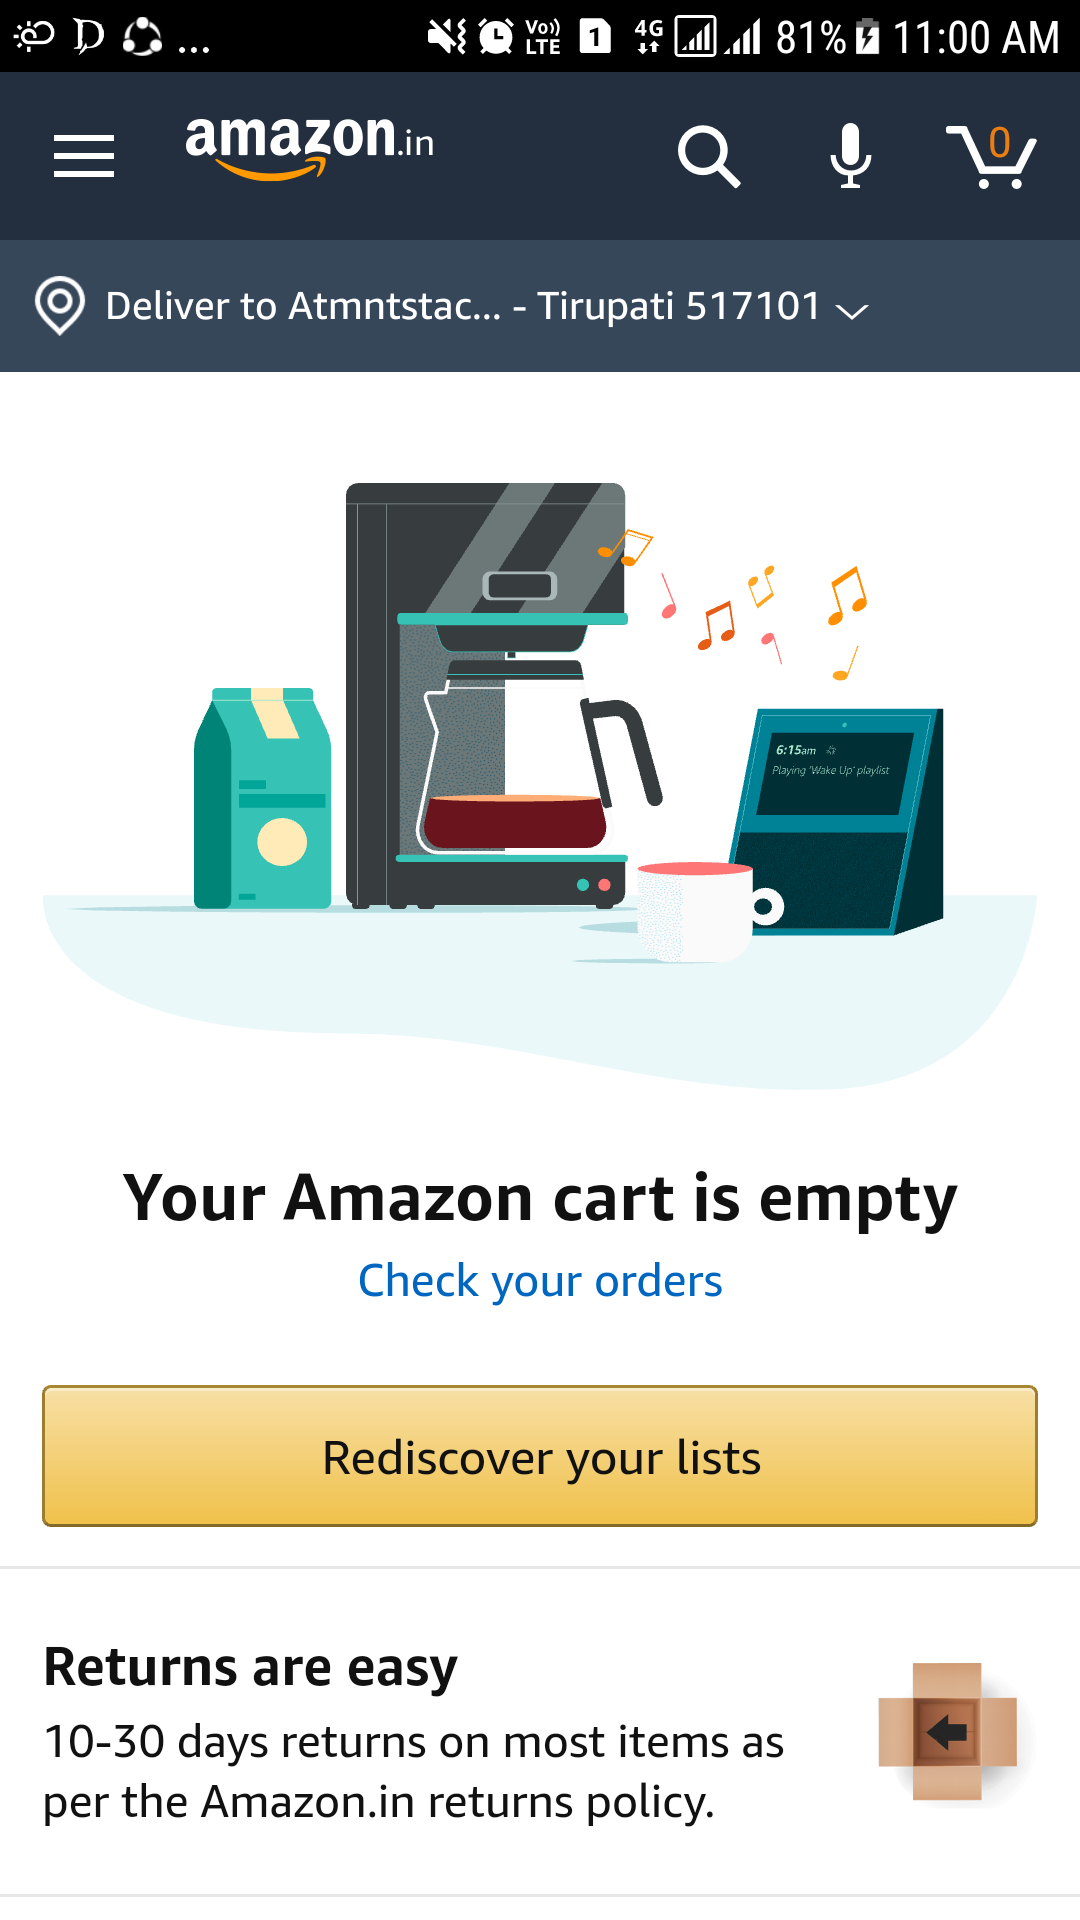 ... Vo)) LTE 1 4G 81% 11:00 AM
amazon.in 0
Deliver to Atmntstac... - Tirupati 517101
6:15am
Playing 'Wake Up' playlist
Your Amazon cart is empty
Check your orders
Rediscover your lists
Returns are easy
10-30 days returns on most items as
per the Amazon.in returns policy.